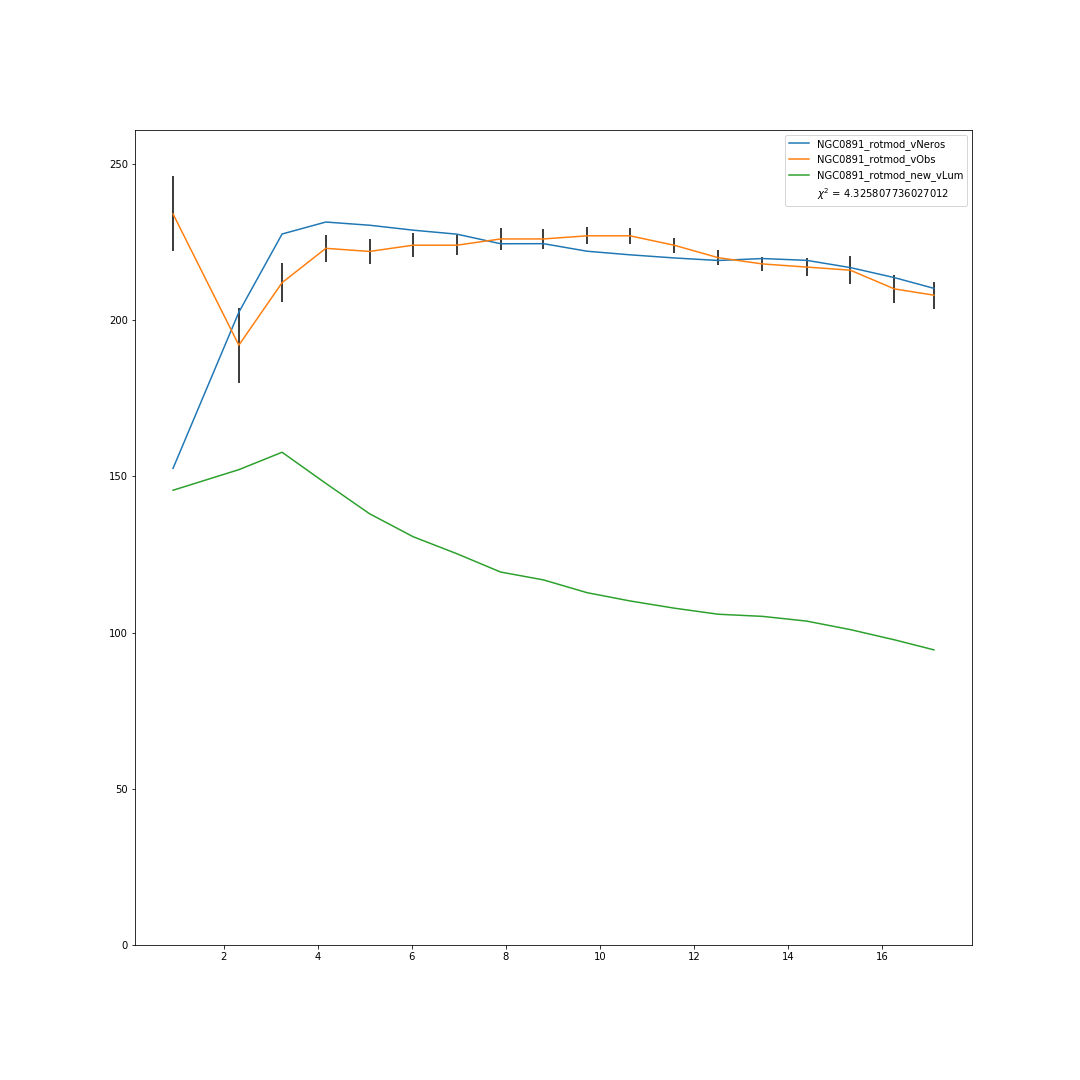 NGC0891_rotmod_vNeros
NGC0891_rotmod_vObs
NGC0891_rotmod_new_vLum
χ² = 4.325807736027012
250
200
150
100
50
0
2 4 6 8 10 12 14 16